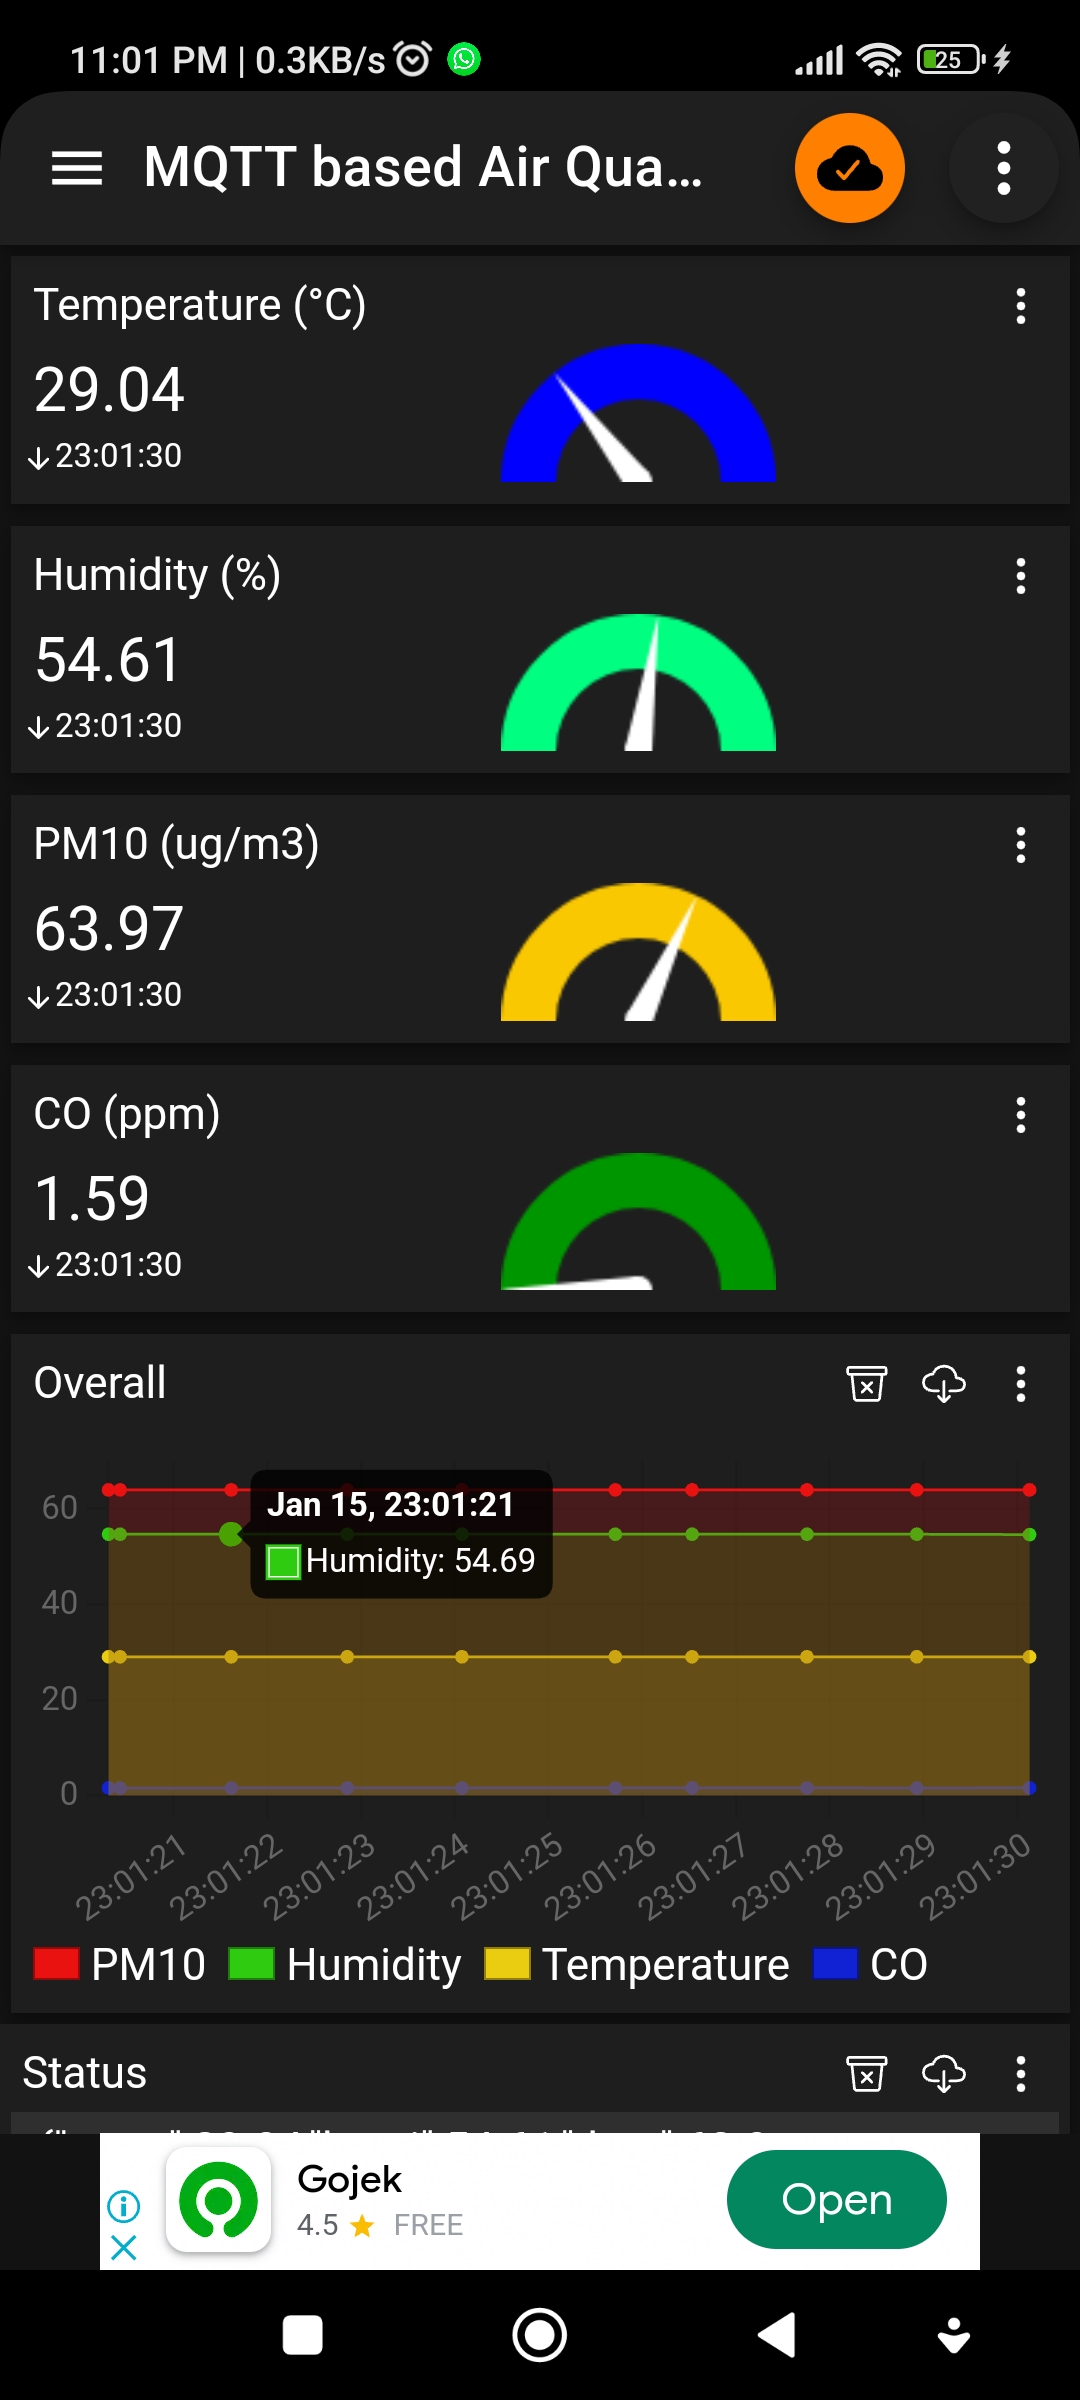 11:01 PM | 0.3KB/s
25
MQTT based Air Qua...
Temperature (°C)
29.04
↓23:01:30
Humidity (%)
54.61
↓23:01:30
PM10 (ug/m3)
63.97
↓23:01:30
CO (ppm)
1.59
↓23:01:30
Overall
Jan 15, 23:01:21
Humidity: 54.69
60
40
20
0
23:01:21 23:01:22 23:01:23 23:01:24 23:01:25 23:01:26 23:01:27 23:01:28 23:01:29 23:01:30
PM10 Humidity Temperature CO
Status
Gojek
4.5 ★ FREE
Open